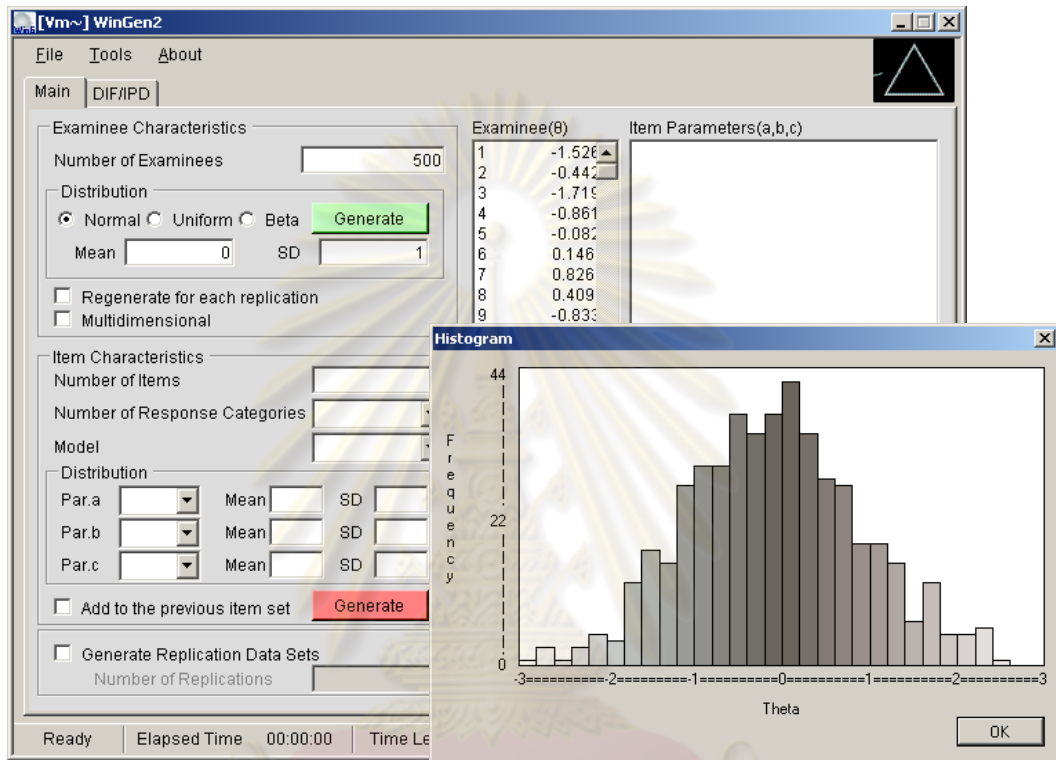 [∀m~] WinGen2
File Tools About
Main DIF/IPD
Examinee Characteristics
Number of Examinees 500
Distribution
Normal Uniform Beta Generate
Mean 0 SD 1
Regenerate for each replication
Multidimensional
Examinee(θ)
1 -1.526
2 -0.442
3 -1.719
4 -0.861
5 -0.082
6 0.146
7 0.826
8 0.409
9 -0.833
Item Parameters(a,b,c)
Item Characteristics
Number of Items
Number of Response Categories
Model
Distribution
Par.a Mean SD
Par.b Mean SD
Par.c Mean SD
Add to the previous item set Generate
Generate Replication Data Sets
Number of Replications
Ready Elapsed Time 00:00:00 Time Le
Histogram
44
Frequency
22
0
-3==========-2=========-1==========0==========1==========2==========3
Theta
OK